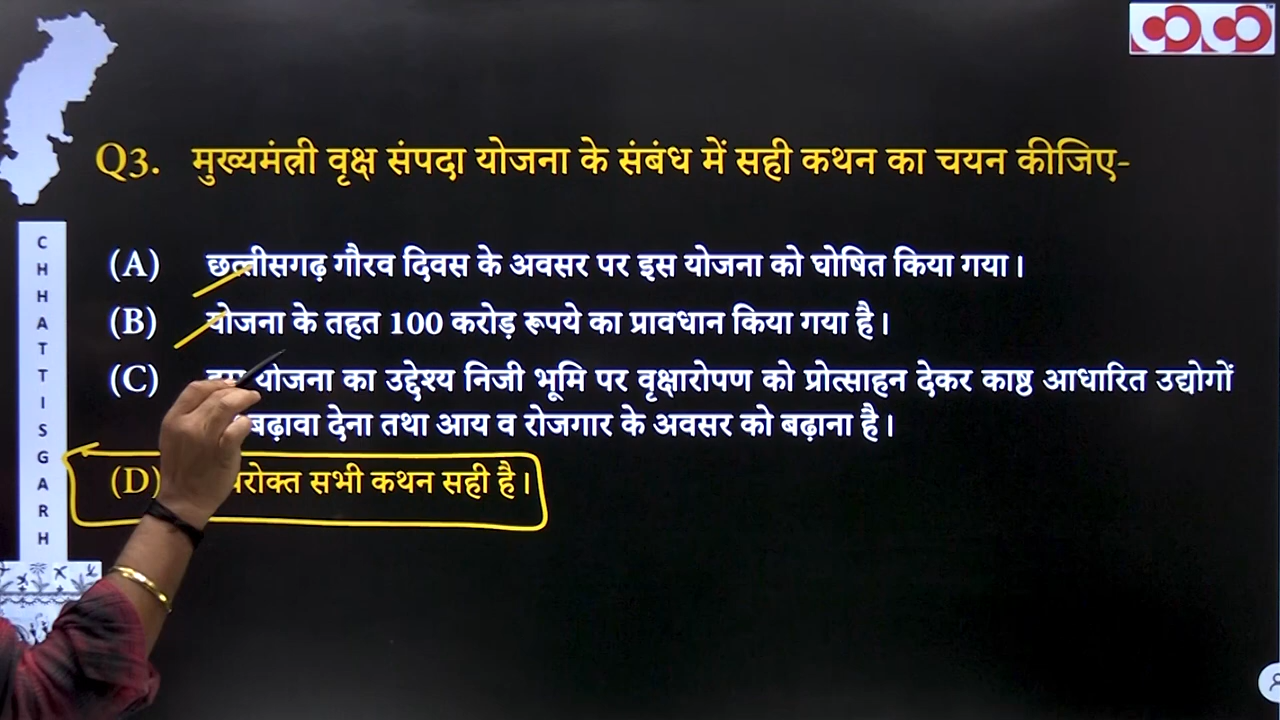 Q3. मुख्यमंत्री वृक्ष संपदा योजना के संबंध में सही कथन का चयन कीजिए-
(A) छत्तीसगढ़ गौरव दिवस के अवसर पर इस योजना को घोषित किया गया।
(B) योजना के तहत 100 करोड़ रूपये का प्रावधान किया गया है।
(C) योजना का उद्देश्य निजी भूमि पर वृक्षारोपण को प्रोत्साहन देकर काष्ठ आधारित उद्योगों
बढ़ावा देना तथा आय व रोजगार के अवसर को बढ़ाना है।
(D) सभी कथन सही है।
CHHATTISGARH